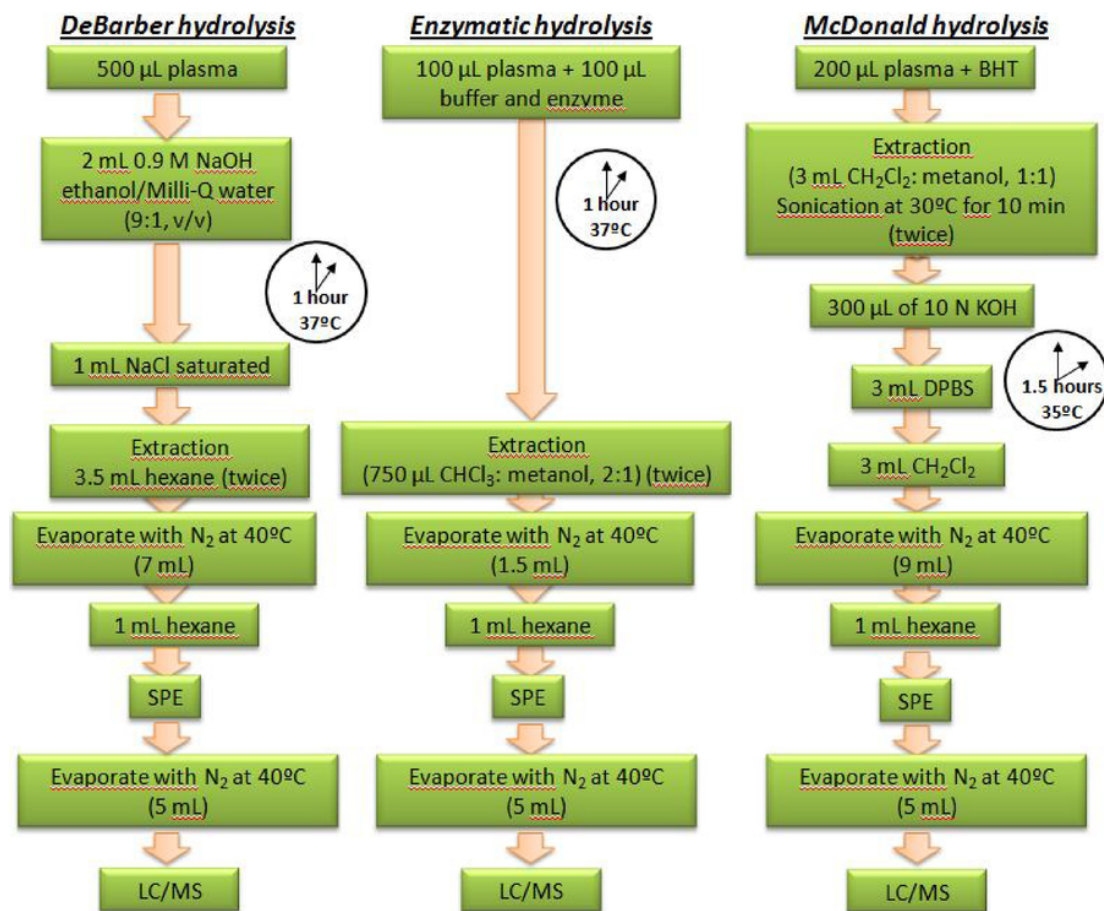 DeBarber hydrolysis
500 µL plasma
2 mL 0.9 M NaOH
ethanol/Milli-Q water
(9:1, v/v)
1 hour
37ºC
1 mL NaCl saturated
Extraction
3.5 mL hexane (twice)
Evaporate with N₂ at 40ºC
(7 mL)
1 mL hexane
SPE
Evaporate with N₂ at 40ºC
(5 mL)
LC/MS
Enzymatic hydrolysis
100 µL plasma + 100 µL
buffer and enzyme
1 hour
37ºC
Extraction
(750 µL CHCl₃: metanol, 2:1) (twice)
Evaporate with N₂ at 40ºC
(1.5 mL)
1 mL hexane
SPE
Evaporate with N₂ at 40ºC
(5 mL)
LC/MS
McDonald hydrolysis
200 µL plasma + BHT
Extraction
(3 mL CH₂Cl₂: metanol, 1:1)
Sonication at 30ºC for 10 min
(twice)
300 µL of 10 N KOH
1.5 hours
35ºC
3 mL DPBS
3 mL CH₂Cl₂
Evaporate with N₂ at 40ºC
(9 mL)
1 mL hexane
SPE
Evaporate with N₂ at 40ºC
(5 mL)
LC/MS